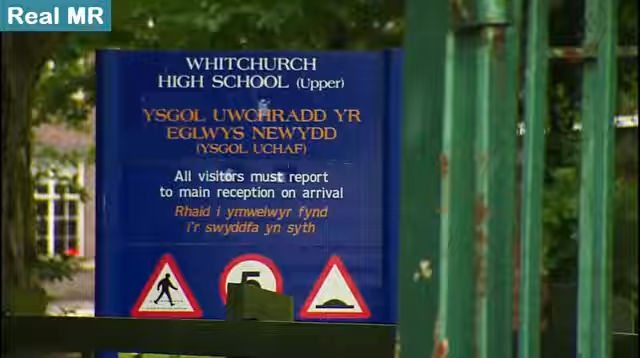 Real MR
WHITCHURCH
HIGH SCHOOL (Upper)
YSGOL UWCHRADD YR
EGLWYS NEWYDD
(YSGOL UCHAF)
All visitors must report
to main reception on arrival
Rhaid i ymwelwyr fynd
i'r swyddfa yn syth
5